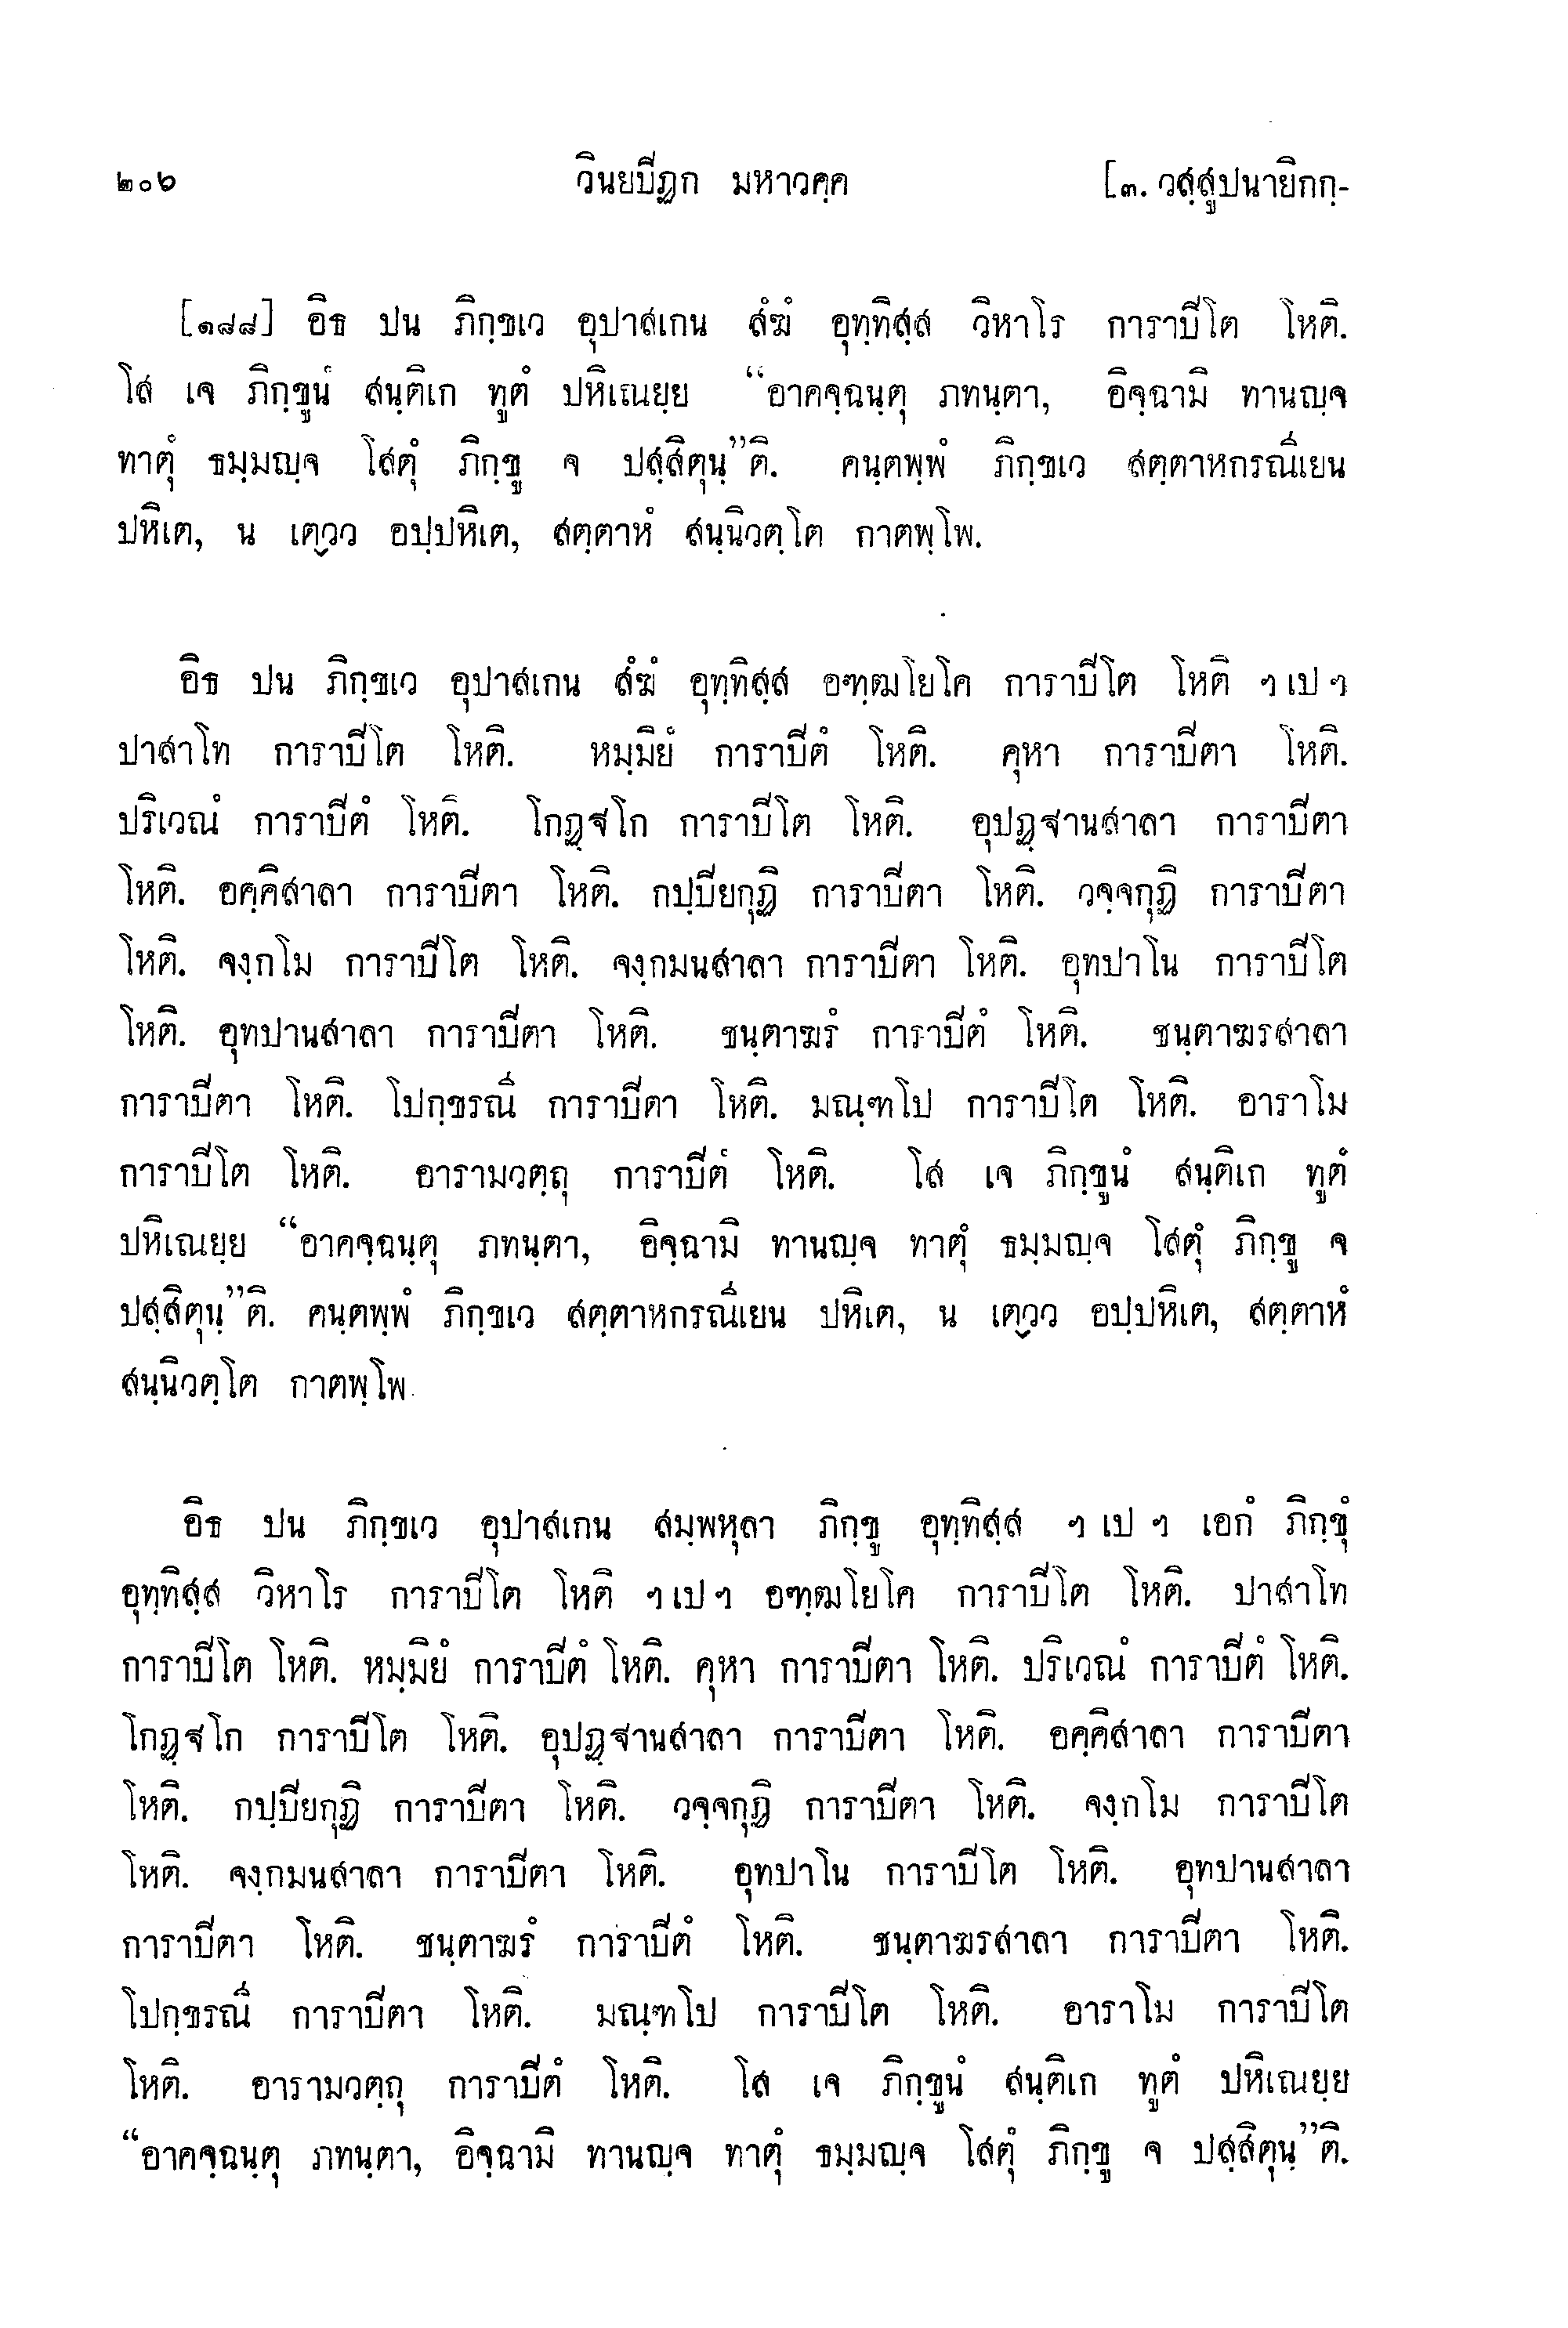 ๒๐๖ วินยปิฏก มหาวคฺค [๓. วสฺสูปนายิกกฺ-
[๑๘๘] อิธ ปน ภิกฺขเว อุปาสเกน สํฆํ อุทฺทิสฺส วิหาโร การาปิโต โหติ.
โส เจ ภิกฺขูนํ สนฺติเก ทูตํ ปหิเณยฺย “อาคจฺฉนฺตุ ภทนฺตา, อิจฺฉามิ ทานญฺจ
ทาตุํ ธมฺมญฺจ โสตุํ ภิกฺขู จ ปสฺสิตุนฺ”ติ. คนฺตพฺพํ ภิกฺขเว สตฺตาหกรณีเยน
ปหิเต, น เตฺวว อปฺปหิเต, สตฺตาหํ สนฺนิวตฺโต กาตพฺโพ.
อิธ ปน ภิกฺขเว อุปาสเกน สํฆํ อุทฺทิสฺส อฑฺฒโยโค การาปิโต โหติ ฯ เป ฯ
ปาสาโท การาปิโต โหติ. หมฺมิยํ การาปิตํ โหติ. คุหา การาปิตา โหติ.
ปริเวณํ การาปิตํ โหติ. โกฏฺฐโก การาปิโต โหติ. อุปฏฺฐานสาลา การาปิตา
โหติ. อคฺคิสาลา การาปิตา โหติ. กปฺปิยกุฏิ การาปิตา โหติ. วจฺจกุฏิ การาปิตา
โหติ. จงฺกโม การาปิโต โหติ. จงฺกมนสาลา การาปิตา โหติ. อุทปาโน การาปิโต
โหติ. อุทปานสาลา การาปิตา โหติ. ชนฺตาฆรํ การาปิตํ โหติ. ชนฺตาฆรสาลา
การาปิตา โหติ. โปกฺขรณี การาปิตา โหติ. มณฺฑโป การาปิโต โหติ. อาราโม
การาปิโต โหติ. อารามวตฺถุ การาปิตํ โหติ. โส เจ ภิกฺขูนํ สนฺติเก ทูตํ
ปหิเณยฺย “อาคจฺฉนฺตุ ภทนฺตา, อิจฺฉามิ ทานญฺจ ทาตุํ ธมฺมญฺจ โสตุํ ภิกฺขู จ
ปสฺสิตุนฺ”ติ. คนฺตพฺพํ ภิกฺขเว สตฺตาหกรณีเยน ปหิเต, น เตฺวว อปฺปหิเต, สตฺตาหํ
สนฺนิวตฺโต กาตพฺโพ.
อิธ ปน ภิกฺขเว อุปาสเกน สมฺพหุลา ภิกฺขู อุทฺทิสฺส ฯ เป ฯ เอกํ ภิกฺขุํ
อุทฺทิสฺส วิหาโร การาปิโต โหติ ฯ เป ฯ อฑฺฒโยโค การาปิโต โหติ. ปาสาโท
การาปิโต โหติ. หมฺมิยํ การาปิตํ โหติ. คุหา การาปิตา โหติ. ปริเวณํ การาปิตํ โหติ.
โกฏฺฐโก การาปิโต โหติ. อุปฏฺฐานสาลา การาปิตา โหติ. อคฺคิสาลา การาปิตา
โหติ. กปฺปิยกุฏิ การาปิตา โหติ. วจฺจกุฏิ การาปิตา โหติ. จงฺกโม การาปิโต
โหติ. จงฺกมนสาลา การาปิตา โหติ. อุทปาโน การาปิโต โหติ. อุทปานสาลา
การาปิตา โหติ. ชนฺตาฆรํ การาปิตํ โหติ. ชนฺตาฆรสาลา การาปิตา โหติ.
โปกฺขรณี การาปิตา โหติ. มณฺฑโป การาปิโต โหติ. อาราโม การาปิโต
โหติ. อารามวตฺถุ การาปิตํ โหติ. โส เจ ภิกฺขูนํ สนฺติเก ทูตํ ปหิเณยฺย
“อาคจฺฉนฺตุ ภทนฺตา, อิจฺฉามิ ทานญฺจ ทาตุํ ธมฺมญฺจ โสตุํ ภิกฺขู จ ปสฺสิตุนฺ”ติ.